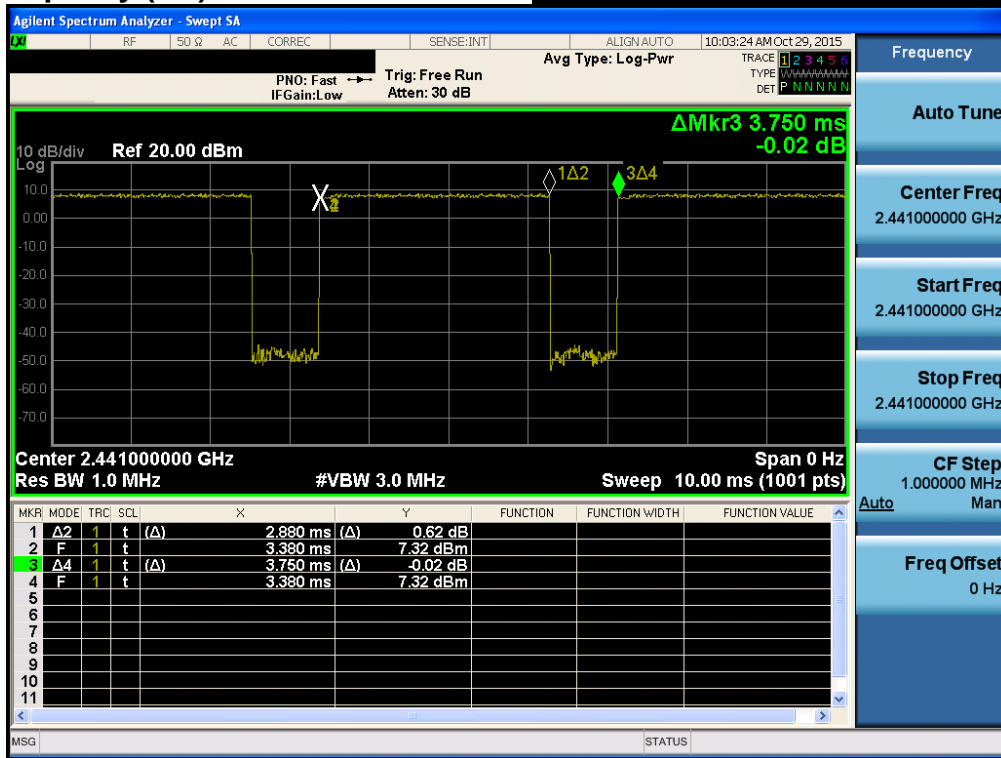 Agilent Spectrum Analyzer - Swept SA
LXI RF 50 Ω AC CORREC SENSE:INT ALIGN AUTO 10:03:24 AM Oct 29, 2015
Avg Type: Log-Pwr
TRACE 1 2 3 4 5 6
PNO: Fast
Trig: Free Run
TYPE WWWWWW
IFGain:Low
Atten: 30 dB
DET P N N N N N
ΔMkr3 3.750 ms
-0.02 dB
10 dB/div Ref 20.00 dBm
Log
10.0
0.00
-10.0
-20.0
-30.0
-40.0
-50.0
-60.0
-70.0
1Δ2
3Δ4
Center 2.441000000 GHz Span 0 Hz
Res BW 1.0 MHz #VBW 3.0 MHz Sweep 10.00 ms (1001 pts)
MKR MODE TRC SCL X Y FUNCTION FUNCTION WIDTH FUNCTION VALUE
1 Δ2 1 t (Δ) 2.880 ms (Δ) 0.62 dB
2 F 1 t 3.380 ms 7.32 dBm
3 Δ4 1 t (Δ) 3.750 ms (Δ) -0.02 dB
4 F 1 t 3.380 ms 7.32 dBm
5
6
7
8
9
10
11
MSG STATUS
Frequency
Auto Tune
Center Freq
2.441000000 GHz
Start Freq
2.441000000 GHz
Stop Freq
2.441000000 GHz
CF Step
1.000000 MHz
Auto Man
Freq Offset
0 Hz